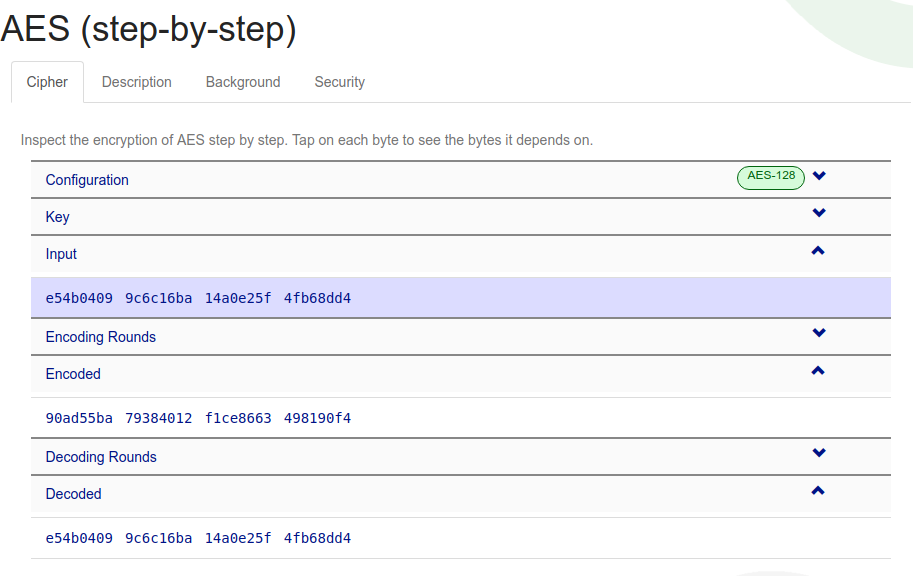 AES (step-by-step)
Cipher Description Background Security
Inspect the encryption of AES step by step. Tap on each byte to see the bytes it depends on.
Configuration AES-128
Key
Input
e54b0409 9c6c16ba 14a0e25f 4fb68dd4
Encoding Rounds
Encoded
90ad55ba 79384012 f1ce8663 498190f4
Decoding Rounds
Decoded
e54b0409 9c6c16ba 14a0e25f 4fb68dd4